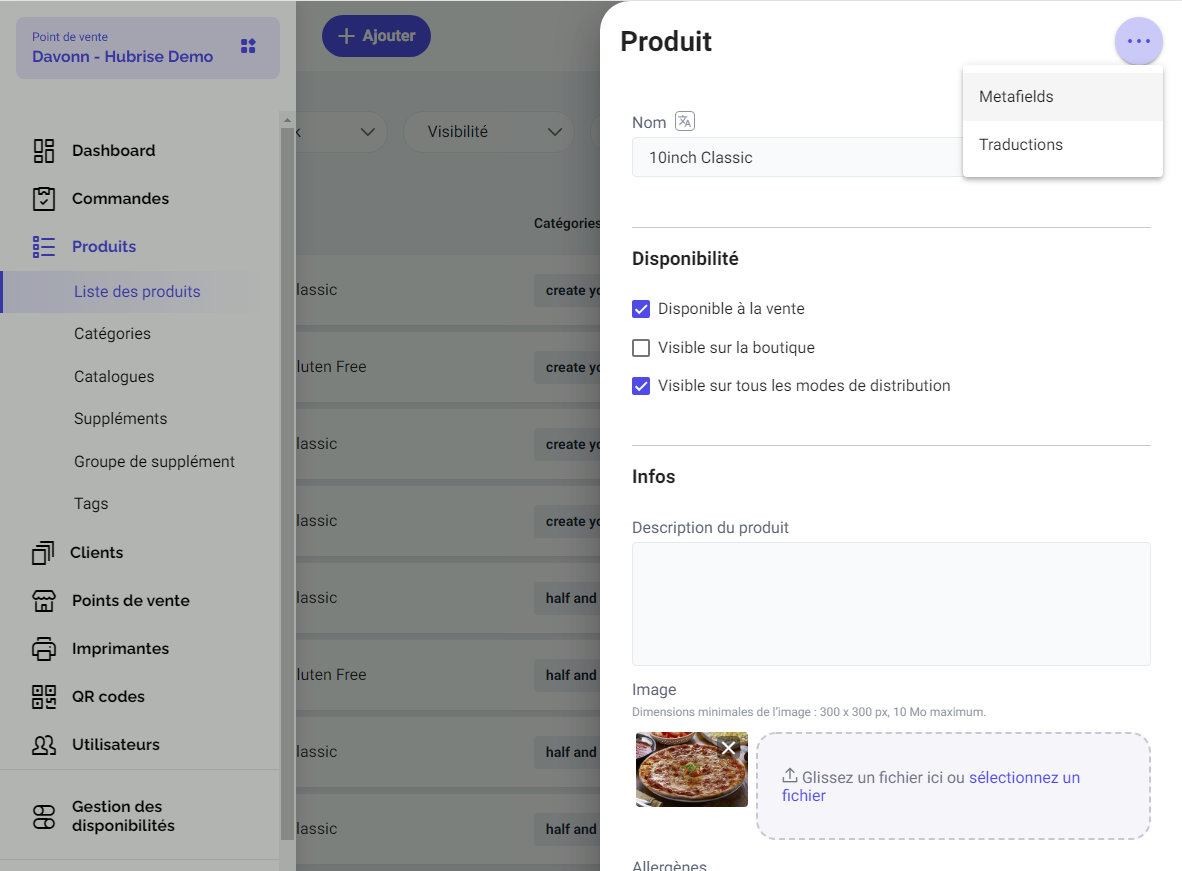 Point de vente
Davonn - Hubrise Demo
Dashboard
Commandes
Produits
Liste des produits
Catégories
Catalogues
Suppléments
Groupe de supplément
Tags
Clients
Points de vente
Imprimantes
QR codes
Utilisateurs
Gestion des
disponibilités
Ajouter
Visibilité
Catégories
lassic
create yo
luten Free
create yo
lassic
create yo
lassic
create yo
lassic
half and
luten Free
half and
lassic
half and
lassic
half and
Produit
Metafields
Traductions
Nom
10inch Classic
Disponibilité
Disponible à la vente
Visible sur la boutique
Visible sur tous les modes de distribution
Infos
Description du produit
Image
Dimensions minimales de l'image : 300 x 300 px, 10 Mo maximum.
Glissez un fichier ici ou sélectionnez un
fichier
Allergènes